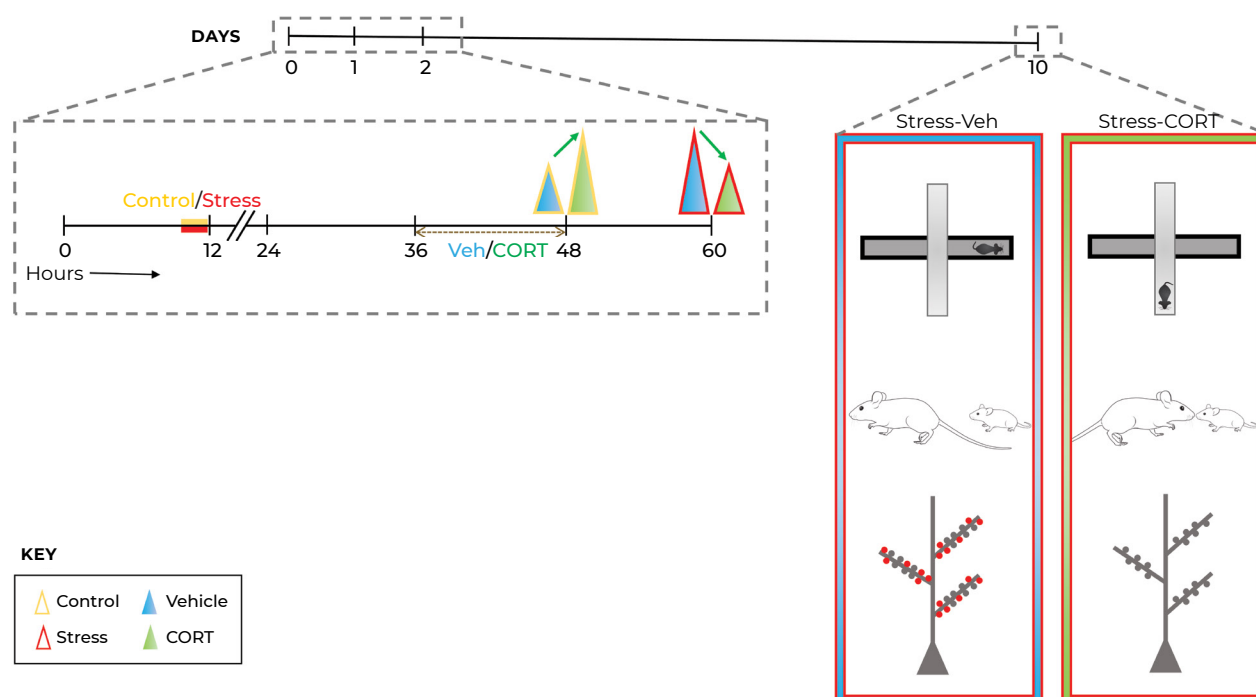 DAYS
0 1 2 10
Stress-Veh Stress-CORT
Control/Stress
0 12 24 36 Veh/CORT 48 60
Hours
KEY
Control Vehicle
Stress CORT